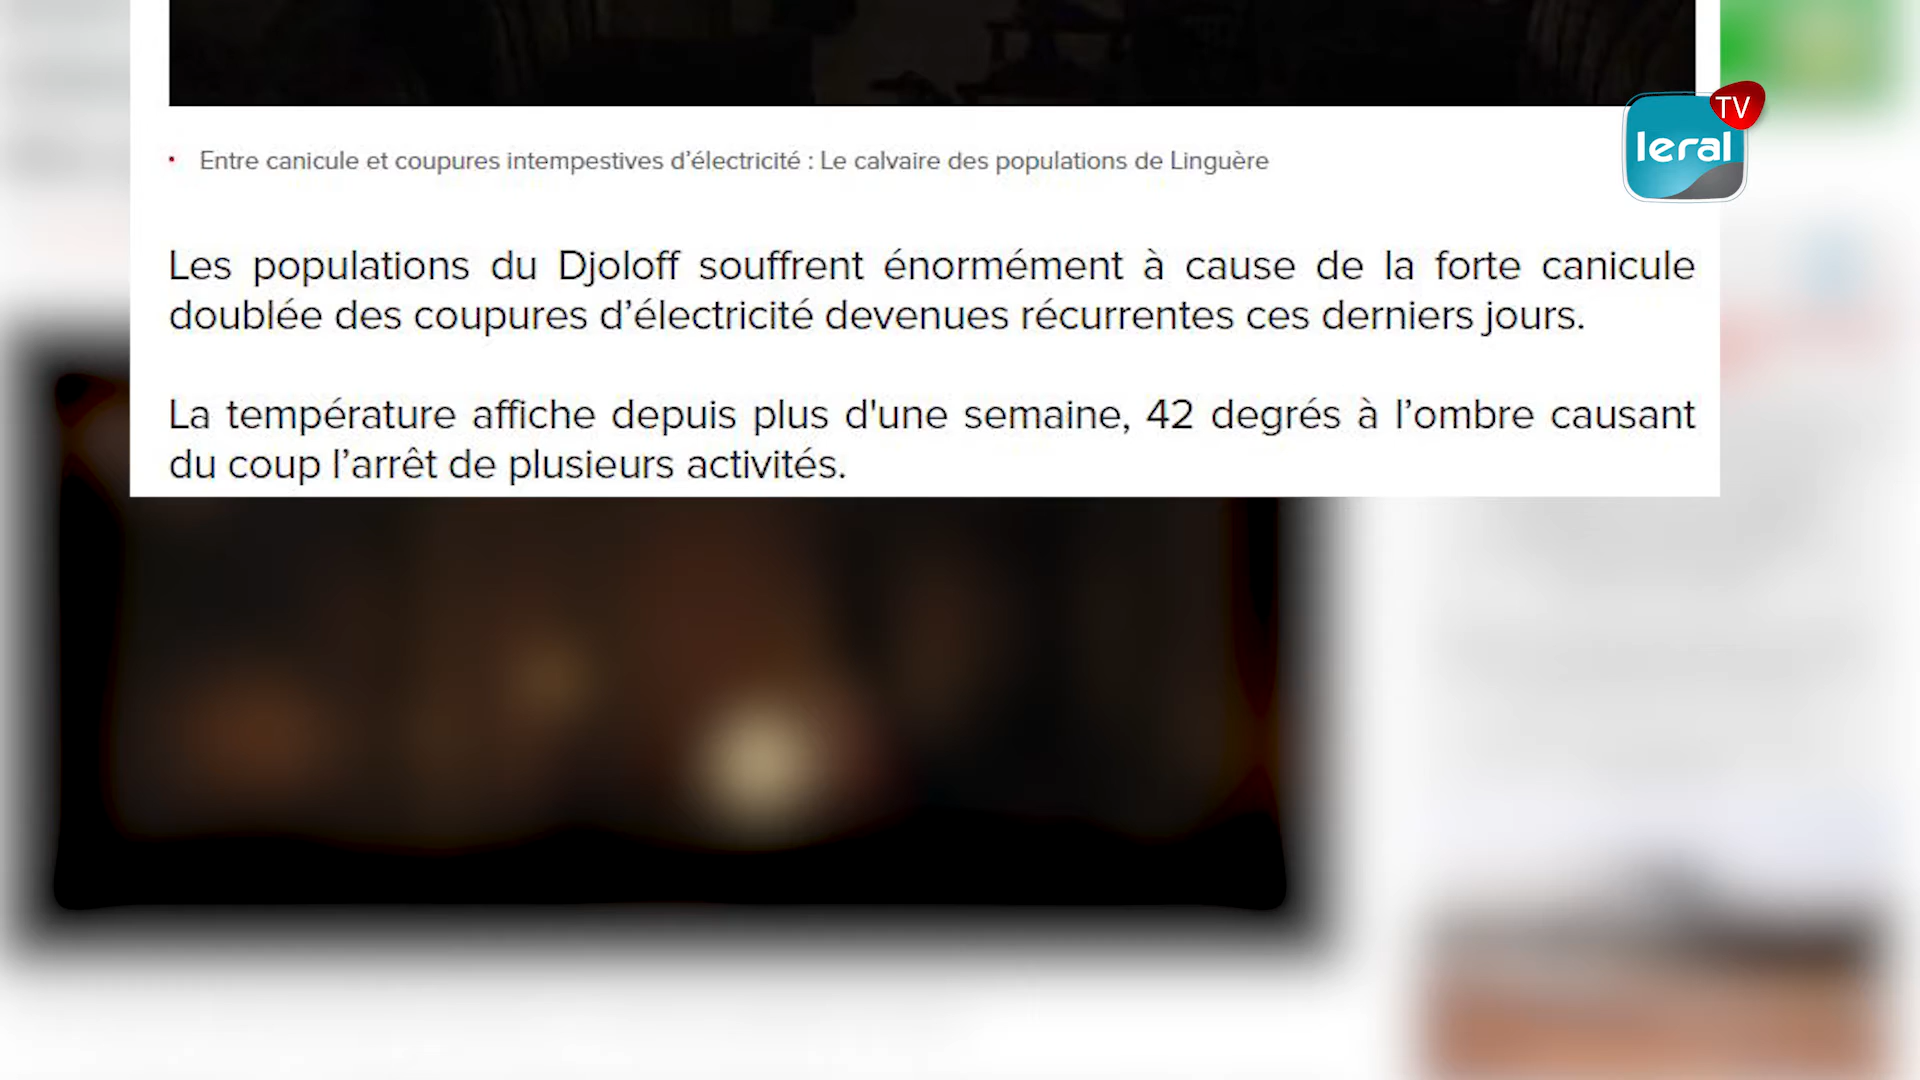 TV
leral
Entre canicule et coupures intempestives d’électricité : Le calvaire des populations de Linguère
Les populations du Djoloff souffrent énormément à cause de la forte canicule
doublée des coupures d’électricité devenues récurrentes ces derniers jours.
La température affiche depuis plus d'une semaine, 42 degrés à l’ombre causant
du coup l’arrêt de plusieurs activités.